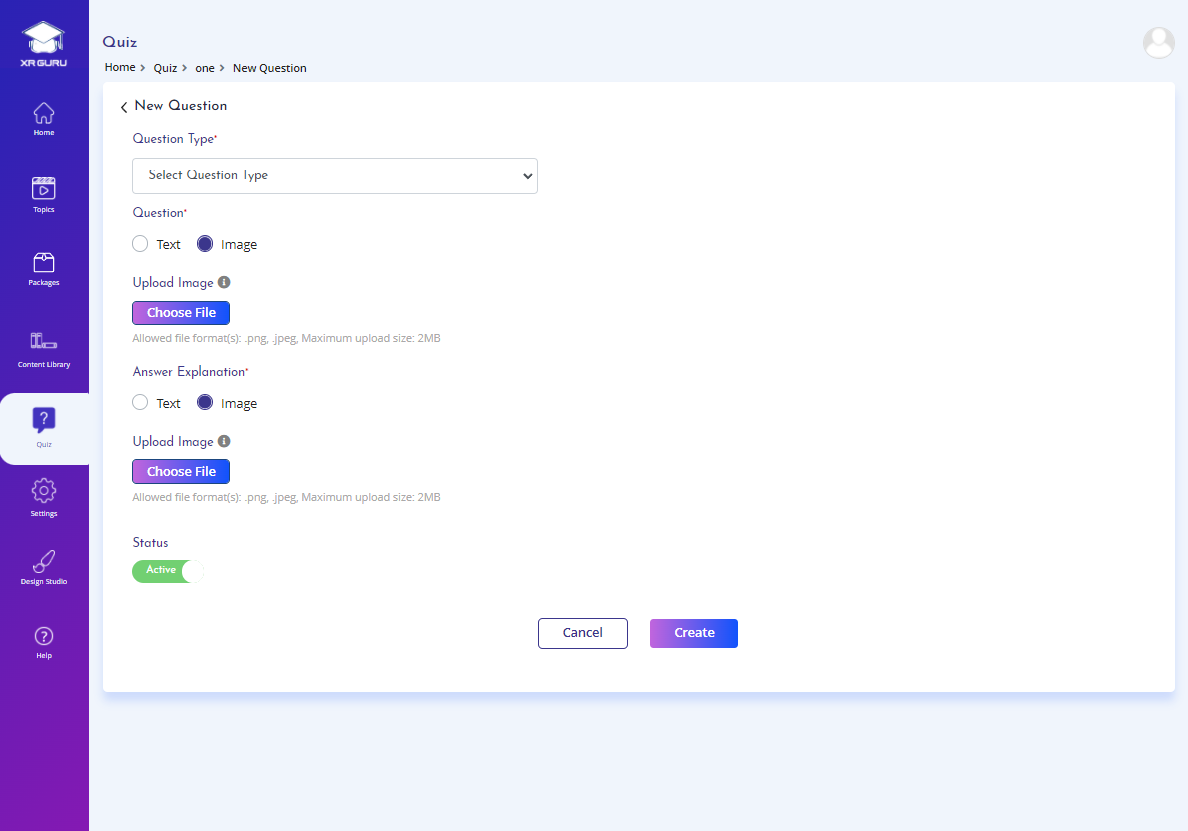 XR GURU
Home
Topics
Packages
Content Library
?
Quiz
Settings
Design Studio
?
Help
Quiz
Home > Quiz > one > New Question
New Question
Question Type*
Select Question Type
Question*
Text Image
Upload Image i
Choose File
Allowed file format(s): .png, .jpeg, Maximum upload size: 2MB
Answer Explanation*
Text Image
Upload Image i
Choose File
Allowed file format(s): .png, .jpeg, Maximum upload size: 2MB
Status
Active
Cancel Create